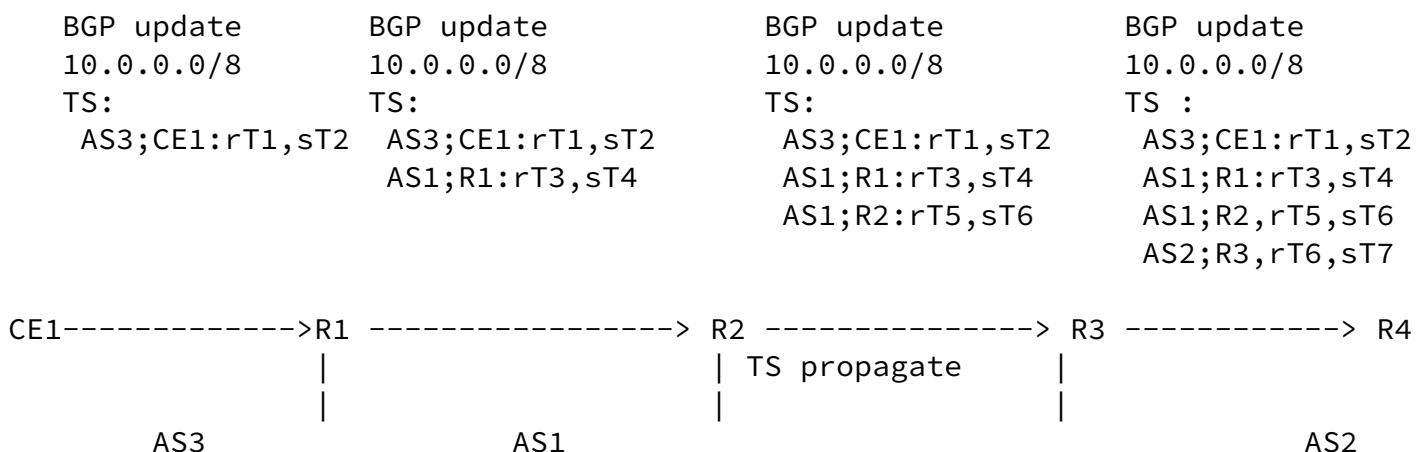 BGP update BGP update BGP update BGP update
10.0.0.0/8 10.0.0.0/8 10.0.0.0/8 10.0.0.0/8
TS: TS: TS: TS :
AS3;CE1:rT1,sT2 AS3;CE1:rT1,sT2 AS3;CE1:rT1,sT2 AS3;CE1:rT1,sT2
AS1;R1:rT3,sT4 AS1;R1:rT3,sT4 AS1;R1:rT3,sT4
AS1;R2:rT5,sT6 AS1;R2,rT5,sT6
AS2;R3,rT6,sT7
CE1------------->R1 -----------------> R2 ---------------> R3 ------------> R4
| | TS propagate |
| | |
AS3 AS1 AS2